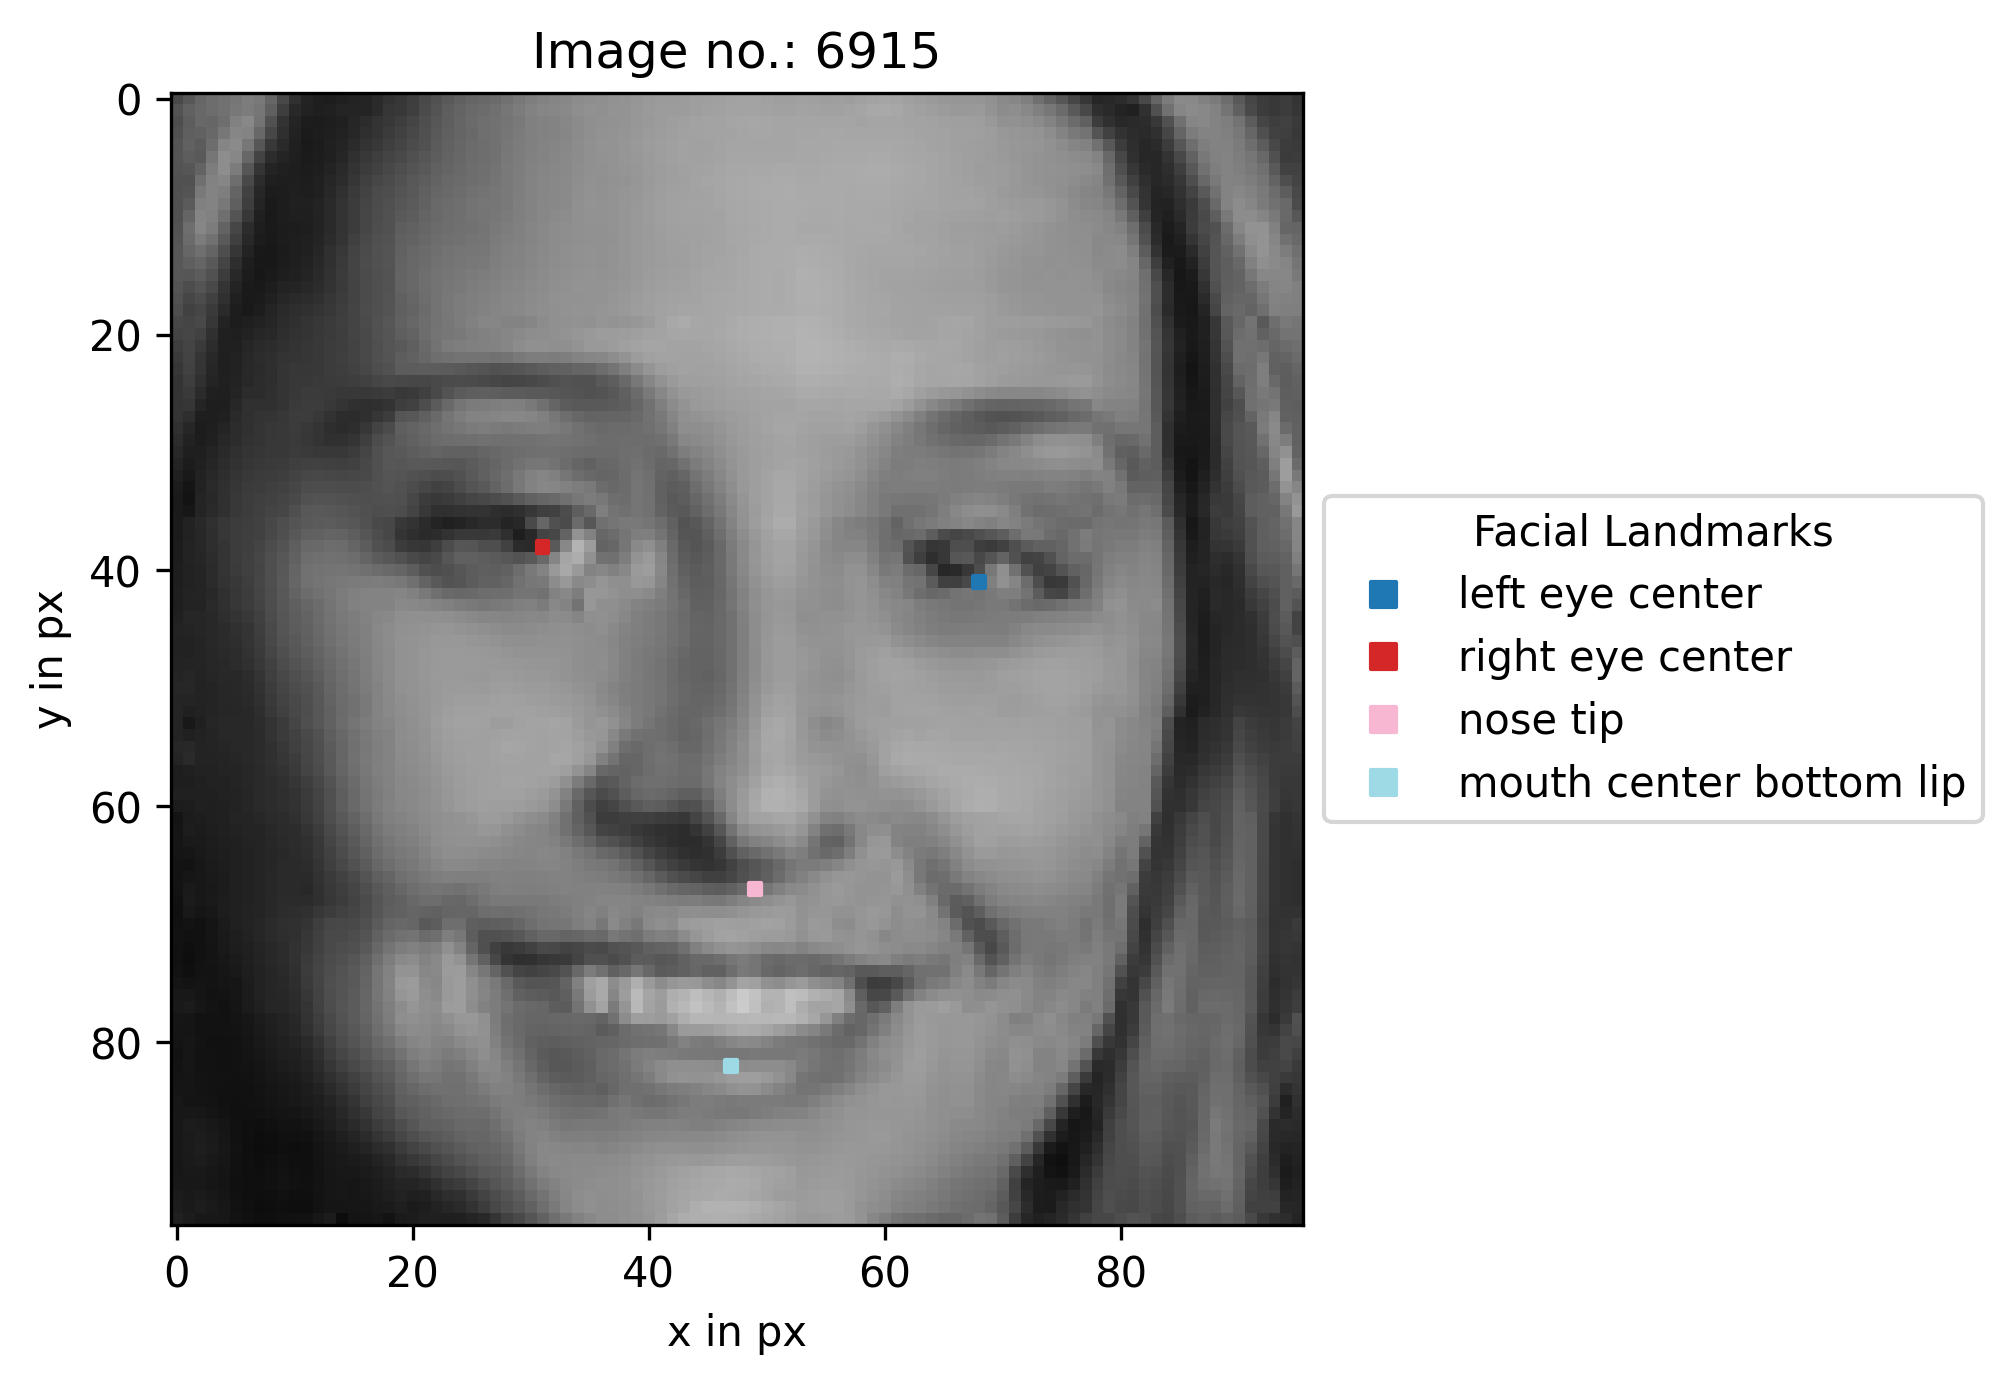 Image no.: 6915
0
20
40
60
80
y in px
0 20 40 60 80
x in px
Facial Landmarks
left eye center
right eye center
nose tip
mouth center bottom lip